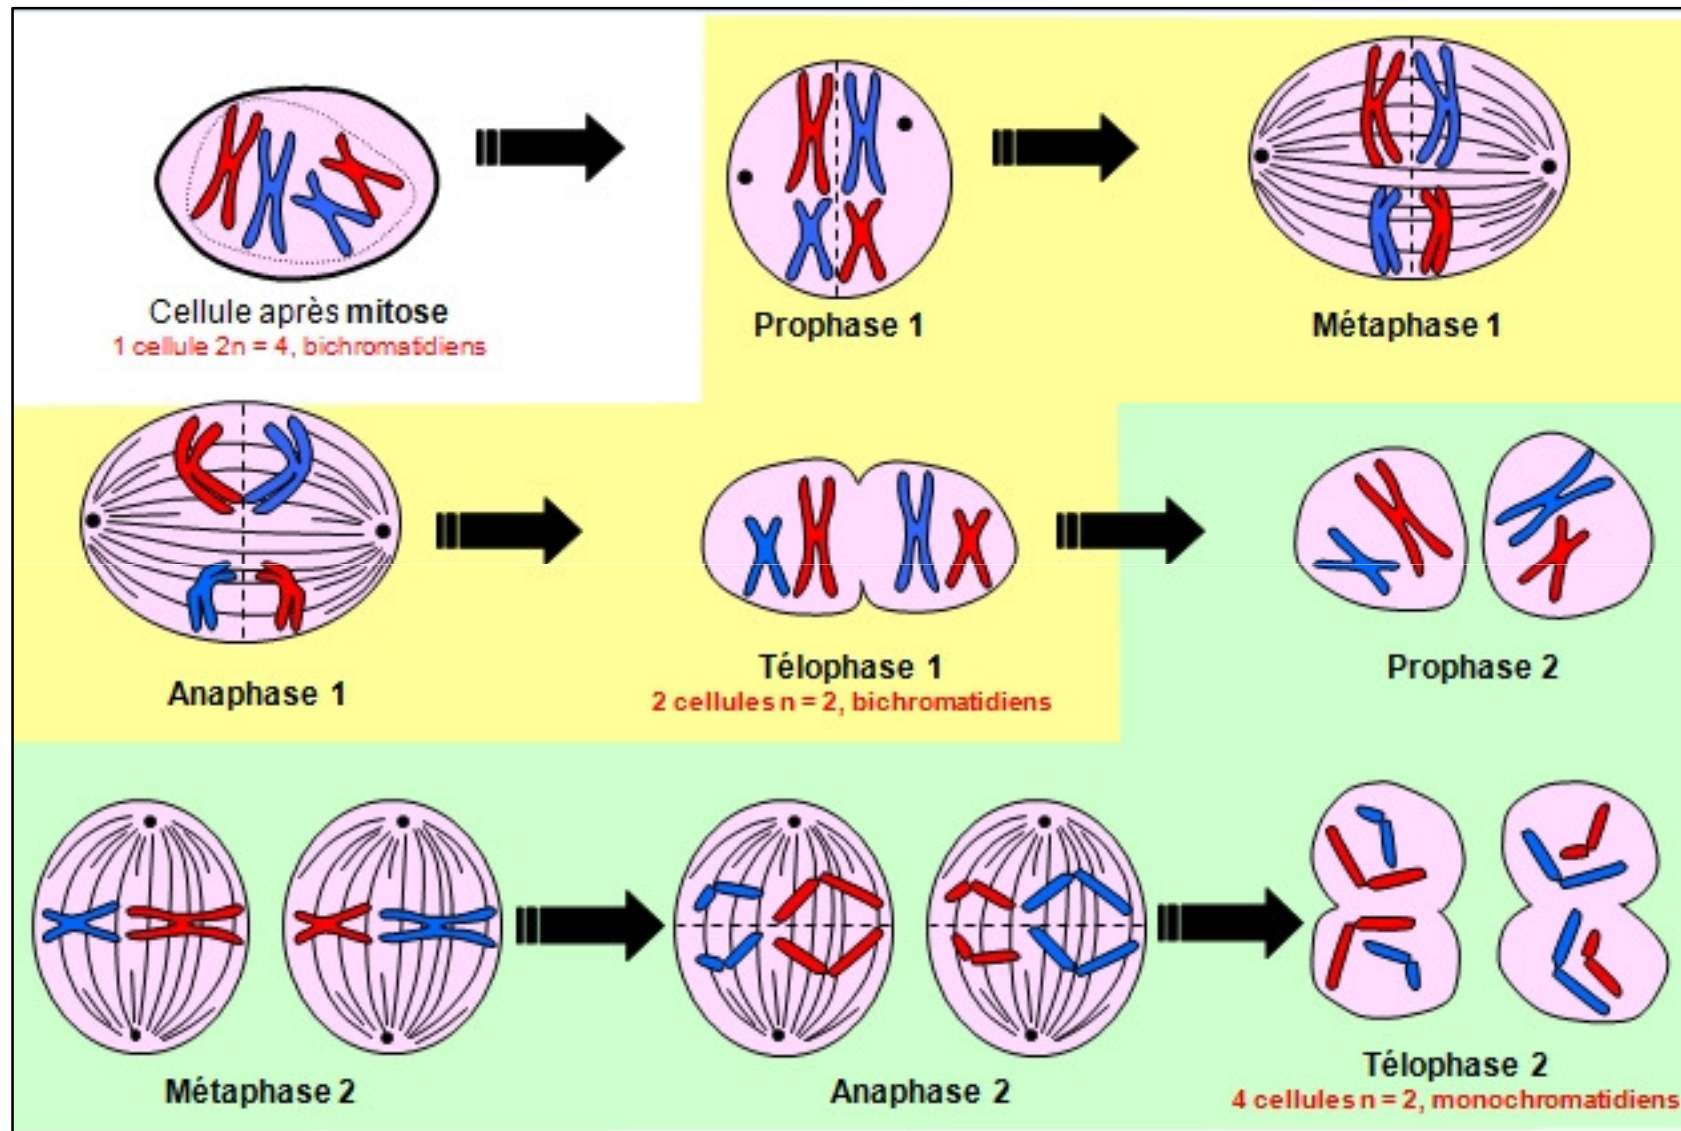 Cellule après mitose
1 cellule 2n = 4, bichromatidiens
Prophase 1
Métaphase 1
Anaphase 1
Télophase 1
2 cellules n = 2, bichromatidiens
Prophase 2
Métaphase 2
Anaphase 2
Télophase 2
4 cellules n = 2, monochromatidiens